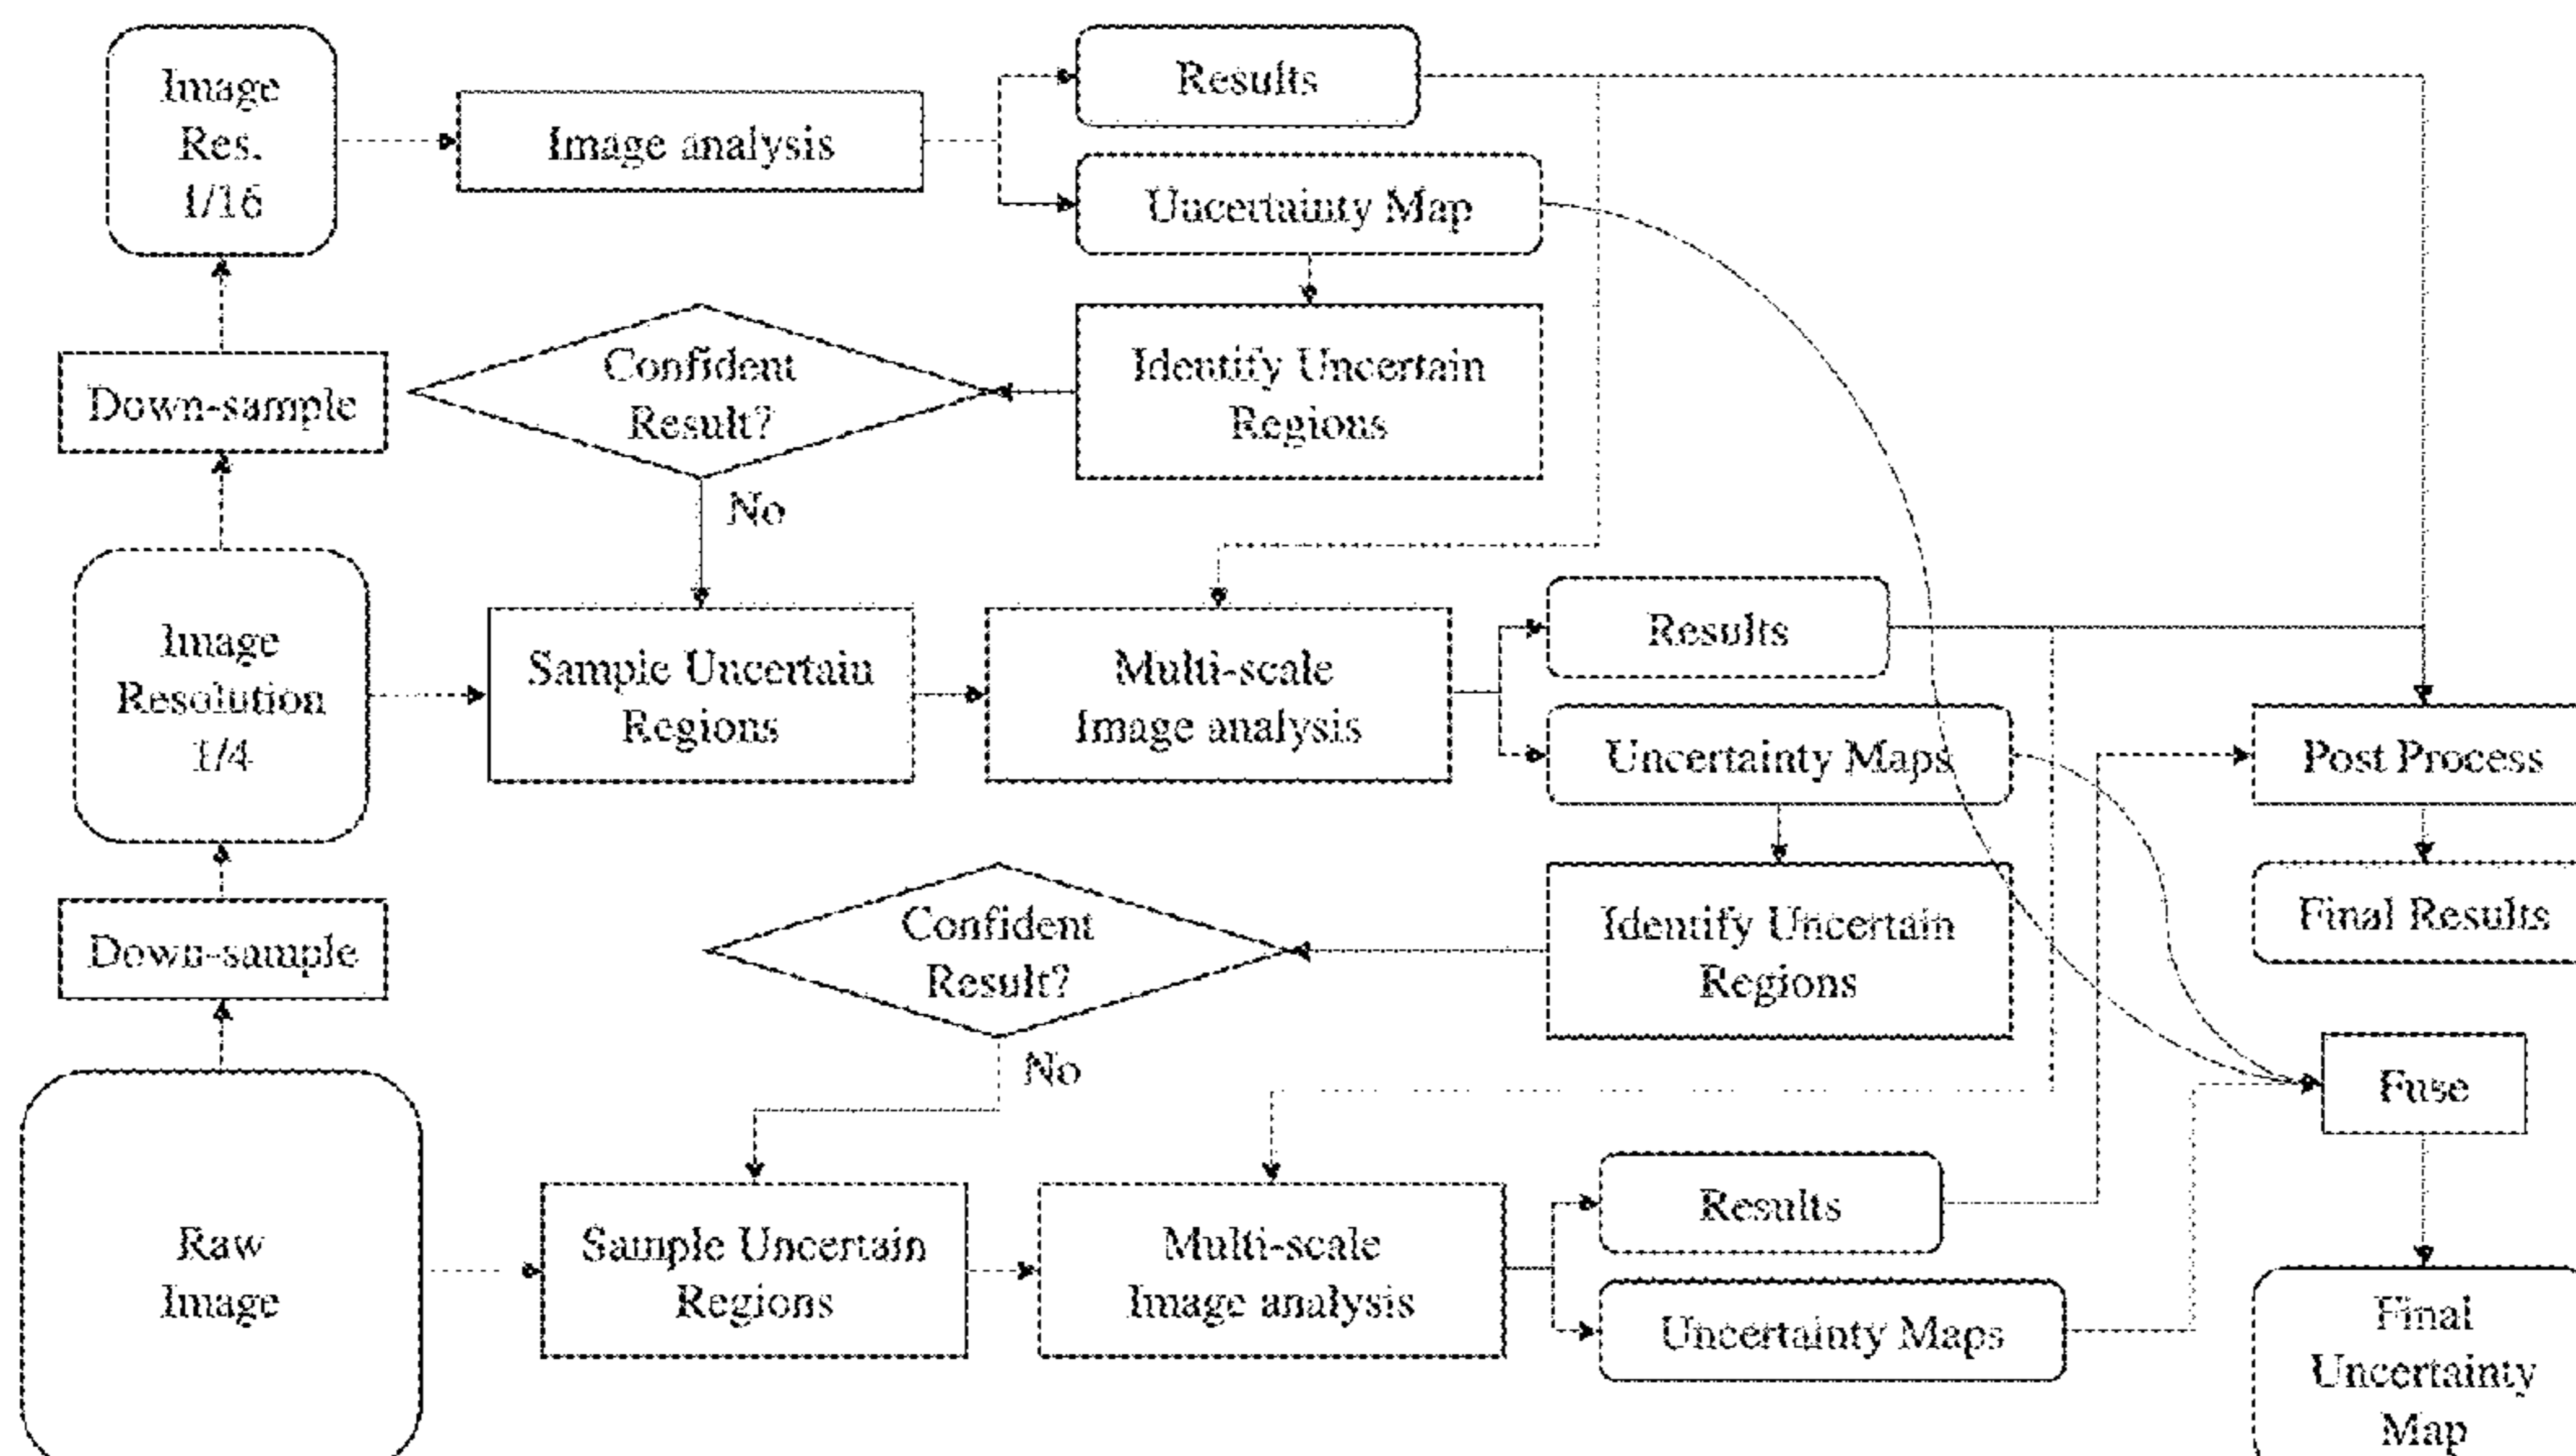 Image
Res.
1/16
Image analysis
Results
Uncertainty Map
Down-sample
Confident
Result?
Identify Uncertain
Regions
No
Image
Resolution
1/4
Sample Uncertain
Regions
Multi-scale
Image analysis
Results
Uncertainty Maps
Post Process
Down-sample
Confident
Result?
Identify Uncertain
Regions
Final Results
No
Fuse
Raw
Image
Sample Uncertain
Regions
Multi-scale
Image analysis
Results
Uncertainty Maps
Final
Uncertainty
Map